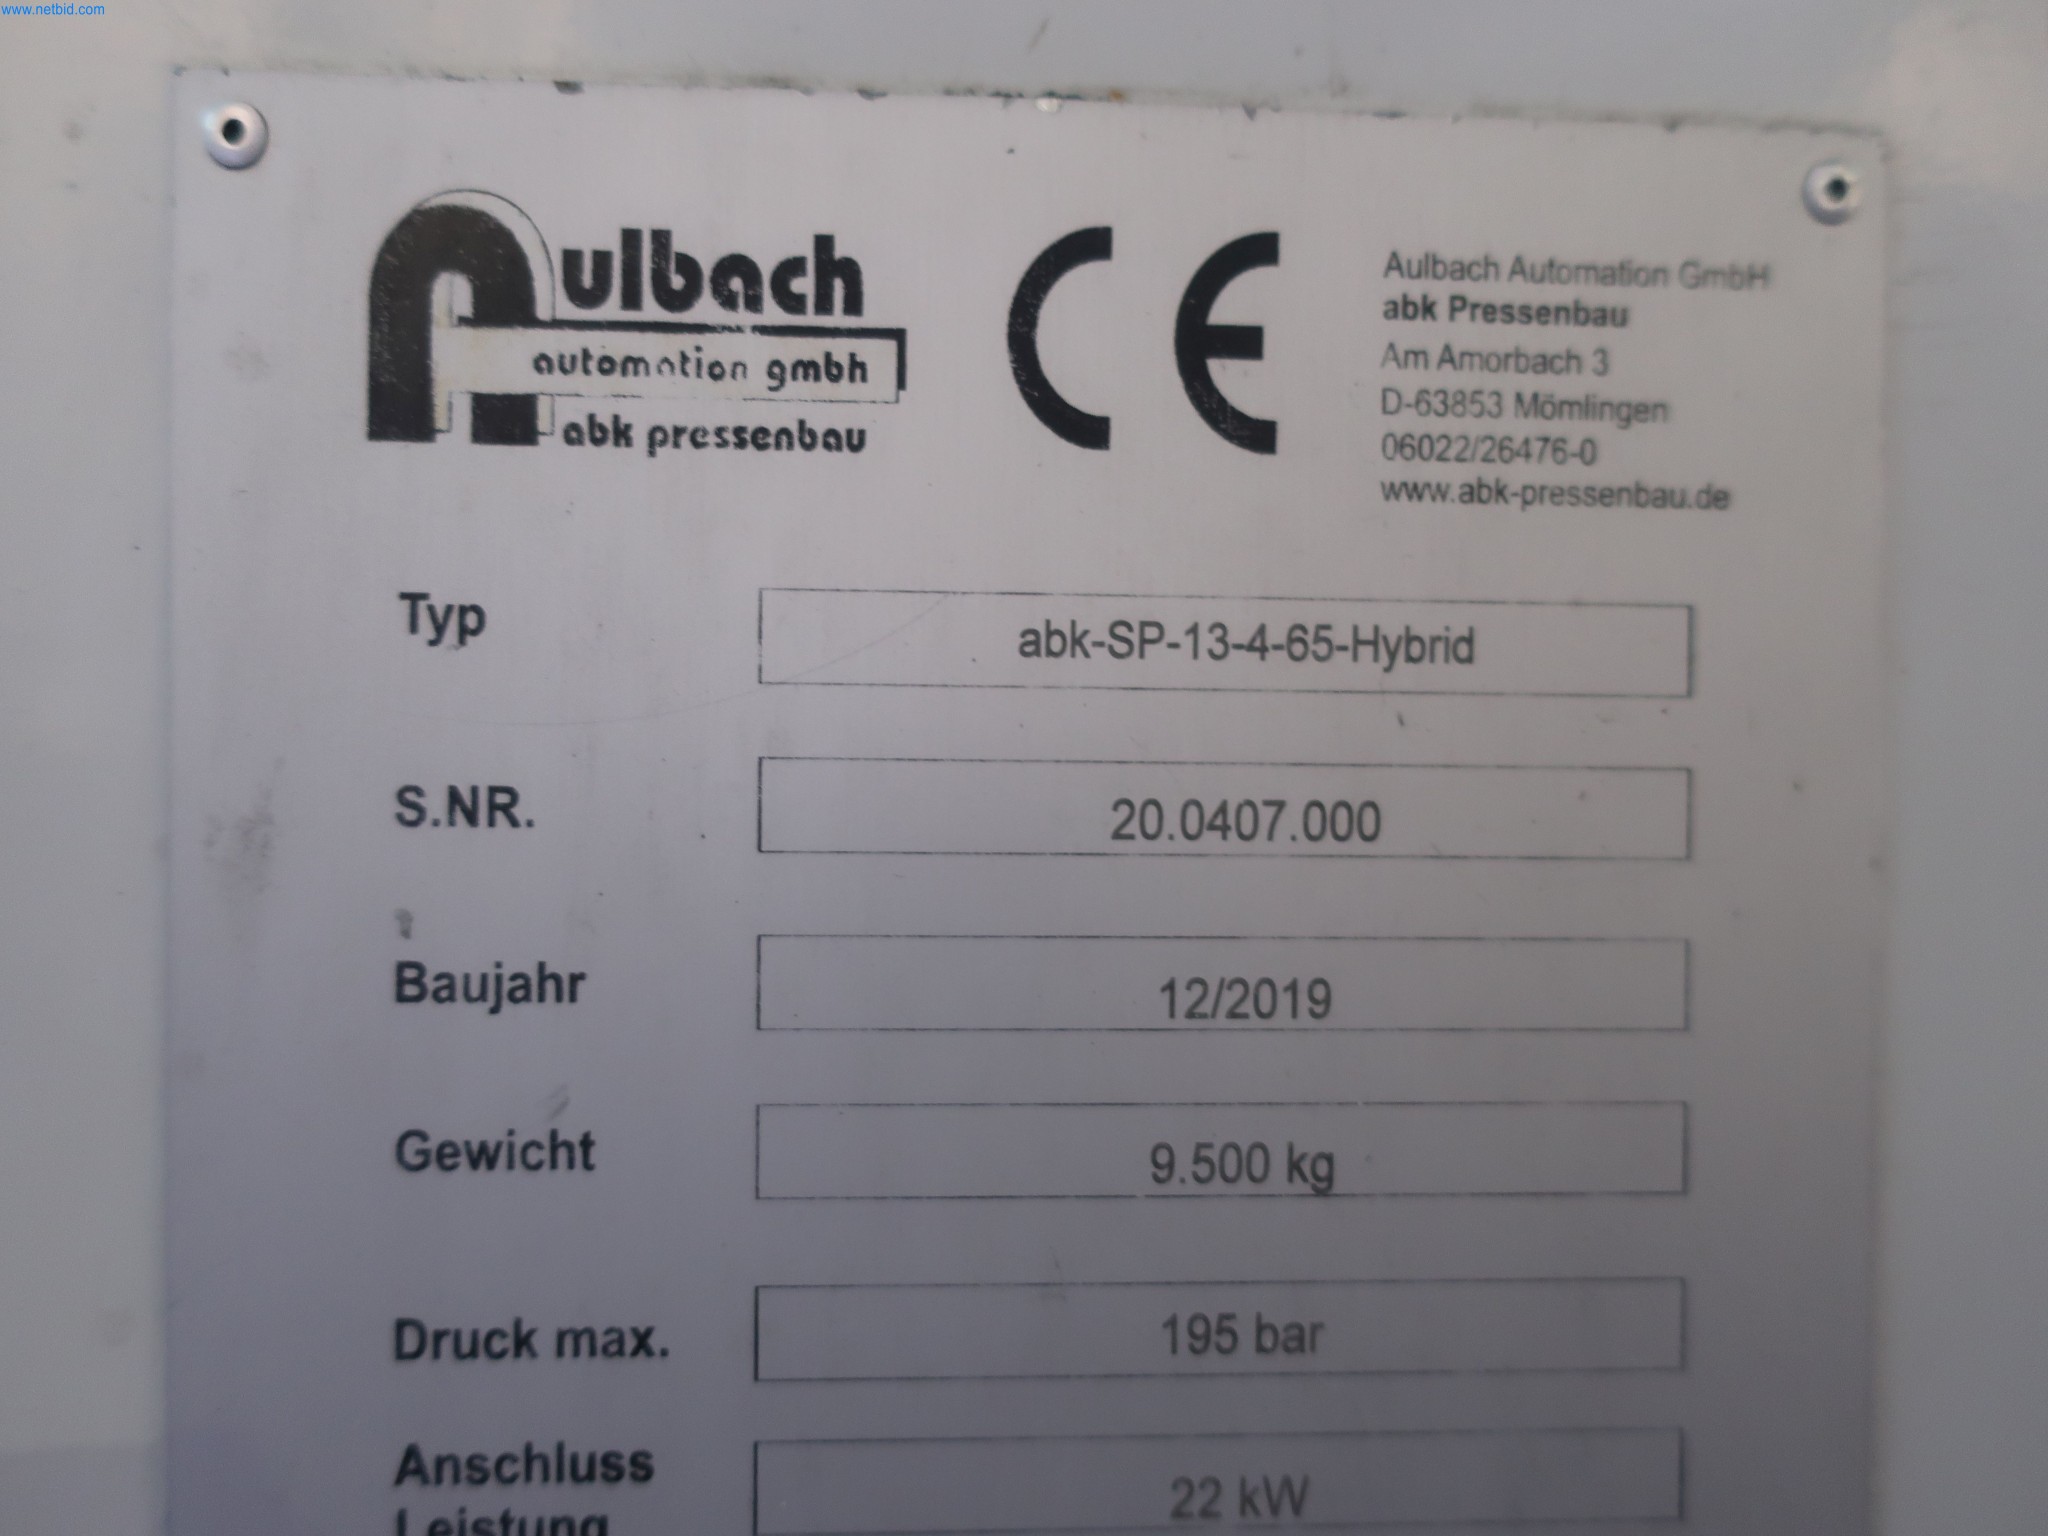 www.netbid.com
Aulbach
automation gmbh
abk pressenbau
CE
Aulbach Automation GmbH
abk Pressenbau
Am Amorbach 3
D-63853 Mömlingen
06022/26476-0
www.abk-pressenbau.de
Typ abk-SP-13-4-65-Hybrid
S.NR. 20.0407.000
Baujahr 12/2019
Gewicht 9.500 kg
Druck max. 195 bar
Anschluss 22 kW
Leistung